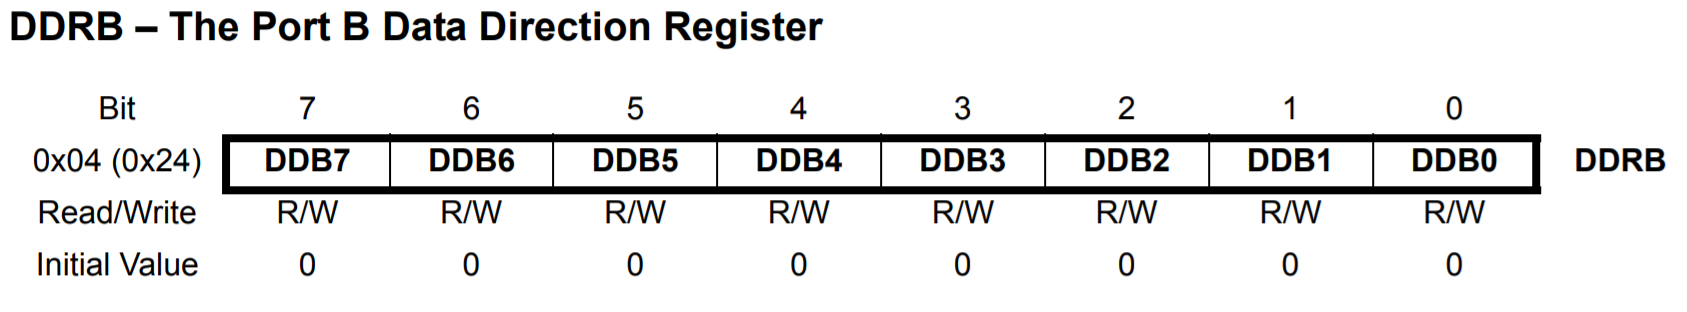 DDRB – The Port B Data Direction Register
Bit 7 6 5 4 3 2 1 0
0x04 (0x24) DDB7 DDB6 DDB5 DDB4 DDB3 DDB2 DDB1 DDB0 DDRB
Read/Write R/W R/W R/W R/W R/W R/W R/W R/W
Initial Value 0 0 0 0 0 0 0 0